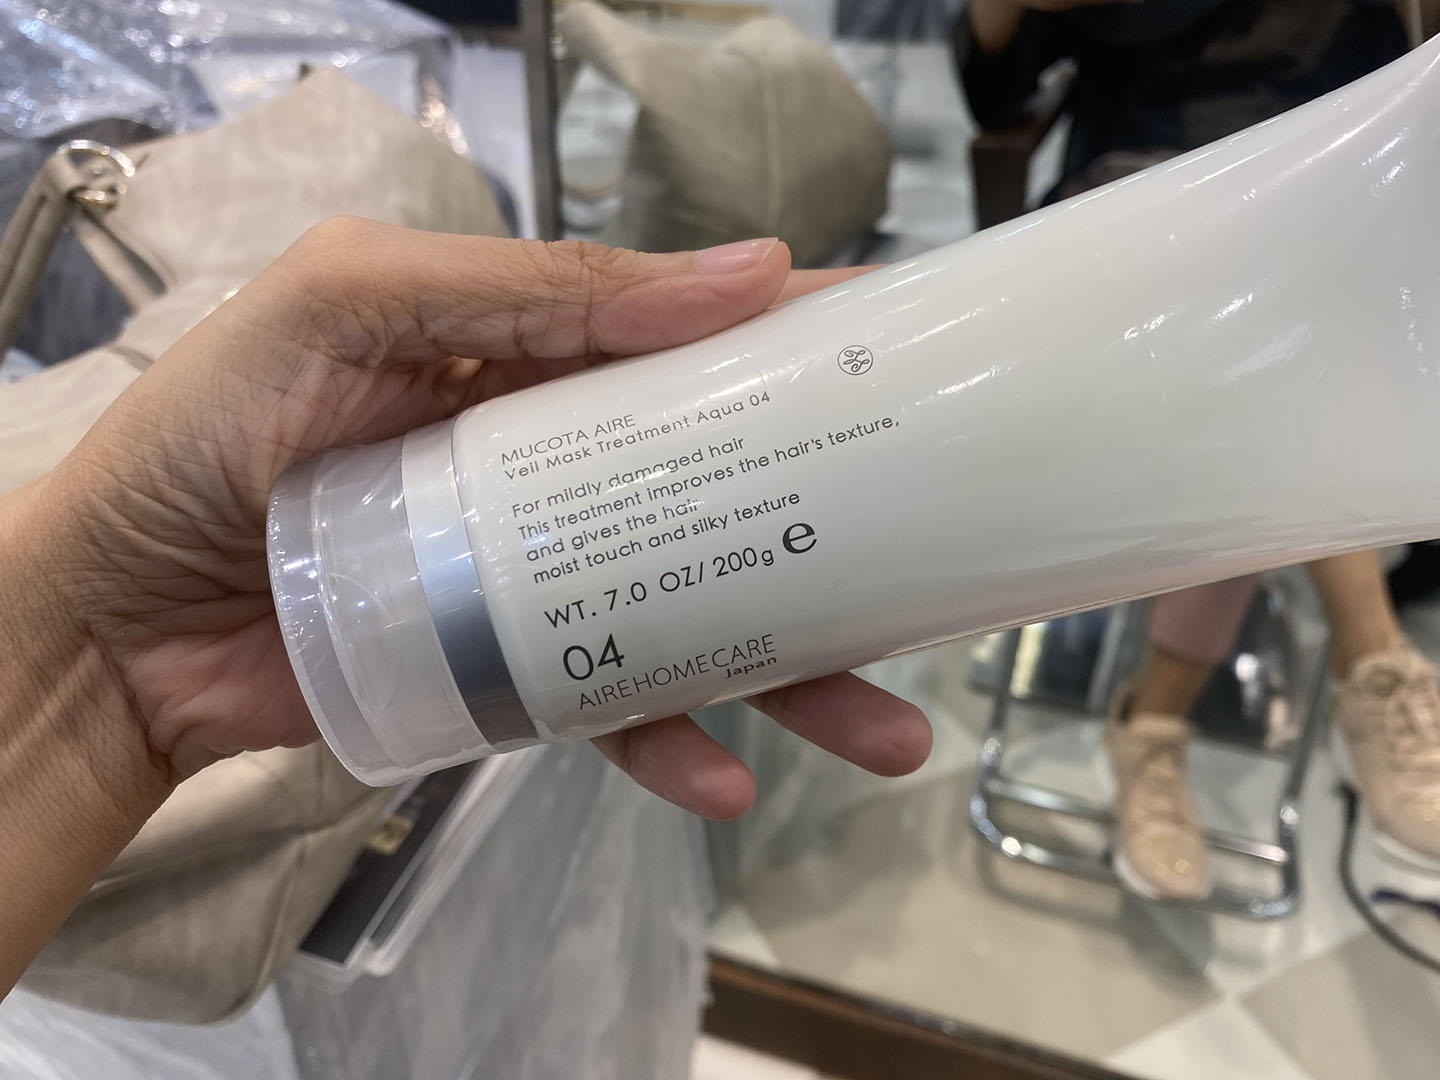 MUCOTA AIRE
Veil Mask Treatment Aqua 04
For mildly damaged hair
This treatment improves the hair's texture,
and gives the hair
moist touch and silky texture
WT. 7.0 OZ/ 200g e
04
AIREHOMECARE
Japan